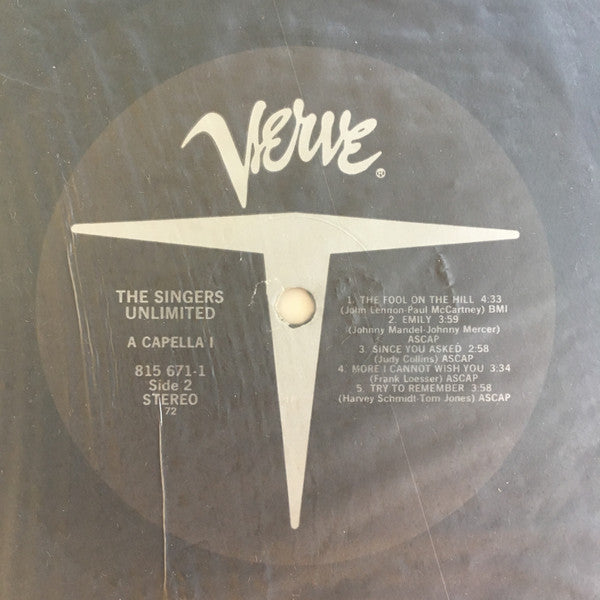 Verve®
THE SINGERS
UNLIMITED
A CAPELLA I
815 671-1
Side 2
STEREO
72
1. THE FOOL ON THE HILL 4:33
(John Lennon-Paul McCartney) BMI
2. EMILY 3:59
(Johnny Mandel-Johnny Mercer)
ASCAP
3. SINCE YOU ASKED 2:58
(Judy Collins) ASCAP
4. MORE I CANNOT WISH YOU 3:34
(Frank Loesser) ASCAP
5. TRY TO REMEMBER 3:58
(Harvey Schmidt-Tom Jones) ASCAP